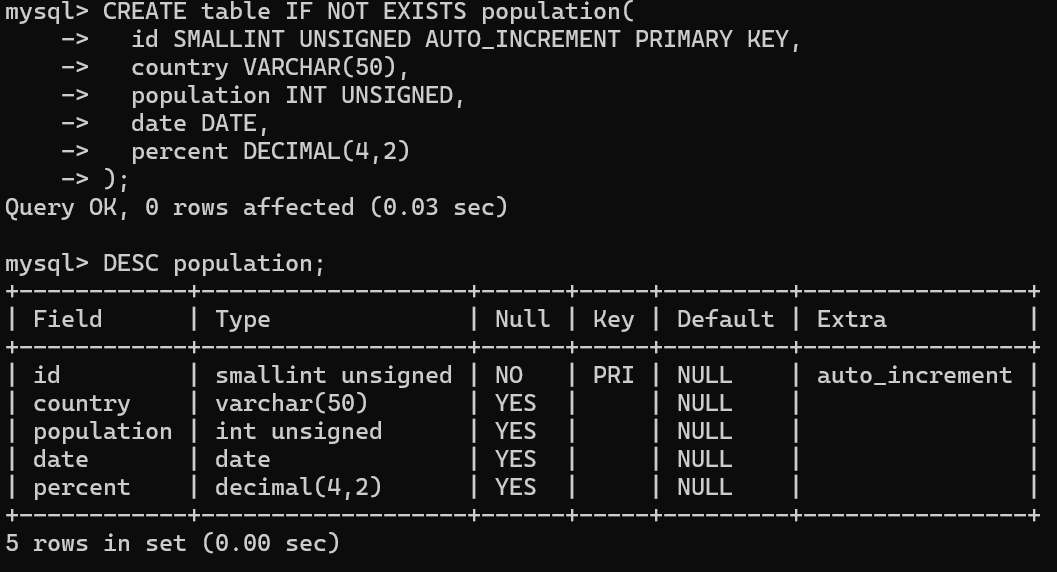 mysql> CREATE table IF NOT EXISTS population(
    ->   id SMALLINT UNSIGNED AUTO_INCREMENT PRIMARY KEY,
    ->   country VARCHAR(50),
    ->   population INT UNSIGNED,
    ->   date DATE,
    ->   percent DECIMAL(4,2)
    -> );
Query OK, 0 rows affected (0.03 sec)

mysql> DESC population;
+------------+-------------------+------+-----+---------+----------------+
| Field      | Type              | Null | Key | Default | Extra          |
+------------+-------------------+------+-----+---------+----------------+
| id         | smallint unsigned | NO   | PRI | NULL    | auto_increment |
| country    | varchar(50)       | YES  |     | NULL    |                |
| population | int unsigned      | YES  |     | NULL    |                |
| date       | date              | YES  |     | NULL    |                |
| percent    | decimal(4,2)      | YES  |     | NULL    |                |
+------------+-------------------+------+-----+---------+----------------+
5 rows in set (0.00 sec)